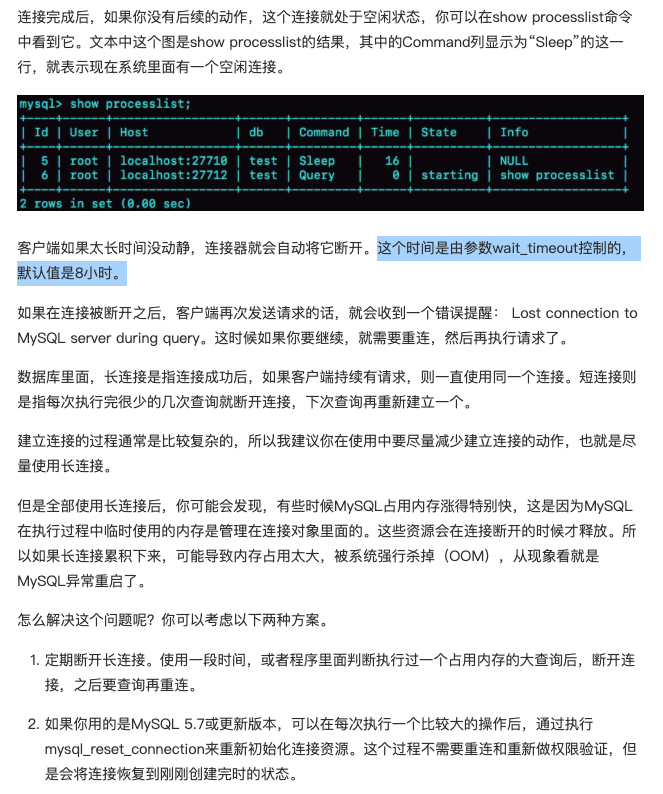 连接完成后，如果你没有后续的动作，这个连接就处于空闲状态，你可以在show processlist命令
中看到它。文本中这个图是show processlist的结果，其中的Command列显示为“Sleep”的这一
行，就表示现在系统里面有一个空闲连接。
mysql> show processlist;
+----+------+-----------------+------+---------+------+----------+------------------+
| Id | User | Host            | db   | Command | Time | State    | Info             |
+----+------+-----------------+------+---------+------+----------+------------------+
|  5 | root | localhost:27710 | test | Sleep   |   16 |          | NULL             |
|  6 | root | localhost:27712 | test | Query   |    0 | starting | show processlist |
+----+------+-----------------+------+---------+------+----------+------------------+
2 rows in set (0.00 sec)
客户端如果太长时间没动静，连接器就会自动将它断开。这个时间是由参数wait_timeout控制的，
默认值是8小时。
如果在连接被断开之后，客户端再次发送请求的话，就会收到一个错误提醒： Lost connection to
MySQL server during query。这时候如果你要继续，就需要重连，然后再执行请求了。
数据库里面，长连接是指连接成功后，如果客户端持续有请求，则一直使用同一个连接。短连接则
是指每次执行完很少的几次查询就断开连接，下次查询再重新建立一个。
建立连接的过程通常是比较复杂的，所以我建议你在使用中要尽量减少建立连接的动作，也就是尽
量使用长连接。
但是全部使用长连接后，你可能会发现，有些时候MySQL占用内存涨得特别快，这是因为MySQL
在执行过程中临时使用的内存是管理在连接对象里面的。这些资源会在连接断开的时候才释放。所
以如果长连接累积下来，可能导致内存占用太大，被系统强行杀掉（OOM），从现象看就是
MySQL异常重启了。
怎么解决这个问题呢？你可以考虑以下两种方案。
1. 定期断开长连接。使用一段时间，或者程序里面判断执行过一个占用内存的大查询后，断开连
接，之后要查询再重连。
2. 如果你用的是MySQL 5.7或更新版本，可以在每次执行一个比较大的操作后，通过执行
mysql_reset_connection来重新初始化连接资源。这个过程不需要重连和重新做权限验证，但
是会将连接恢复到刚刚创建完时的状态。